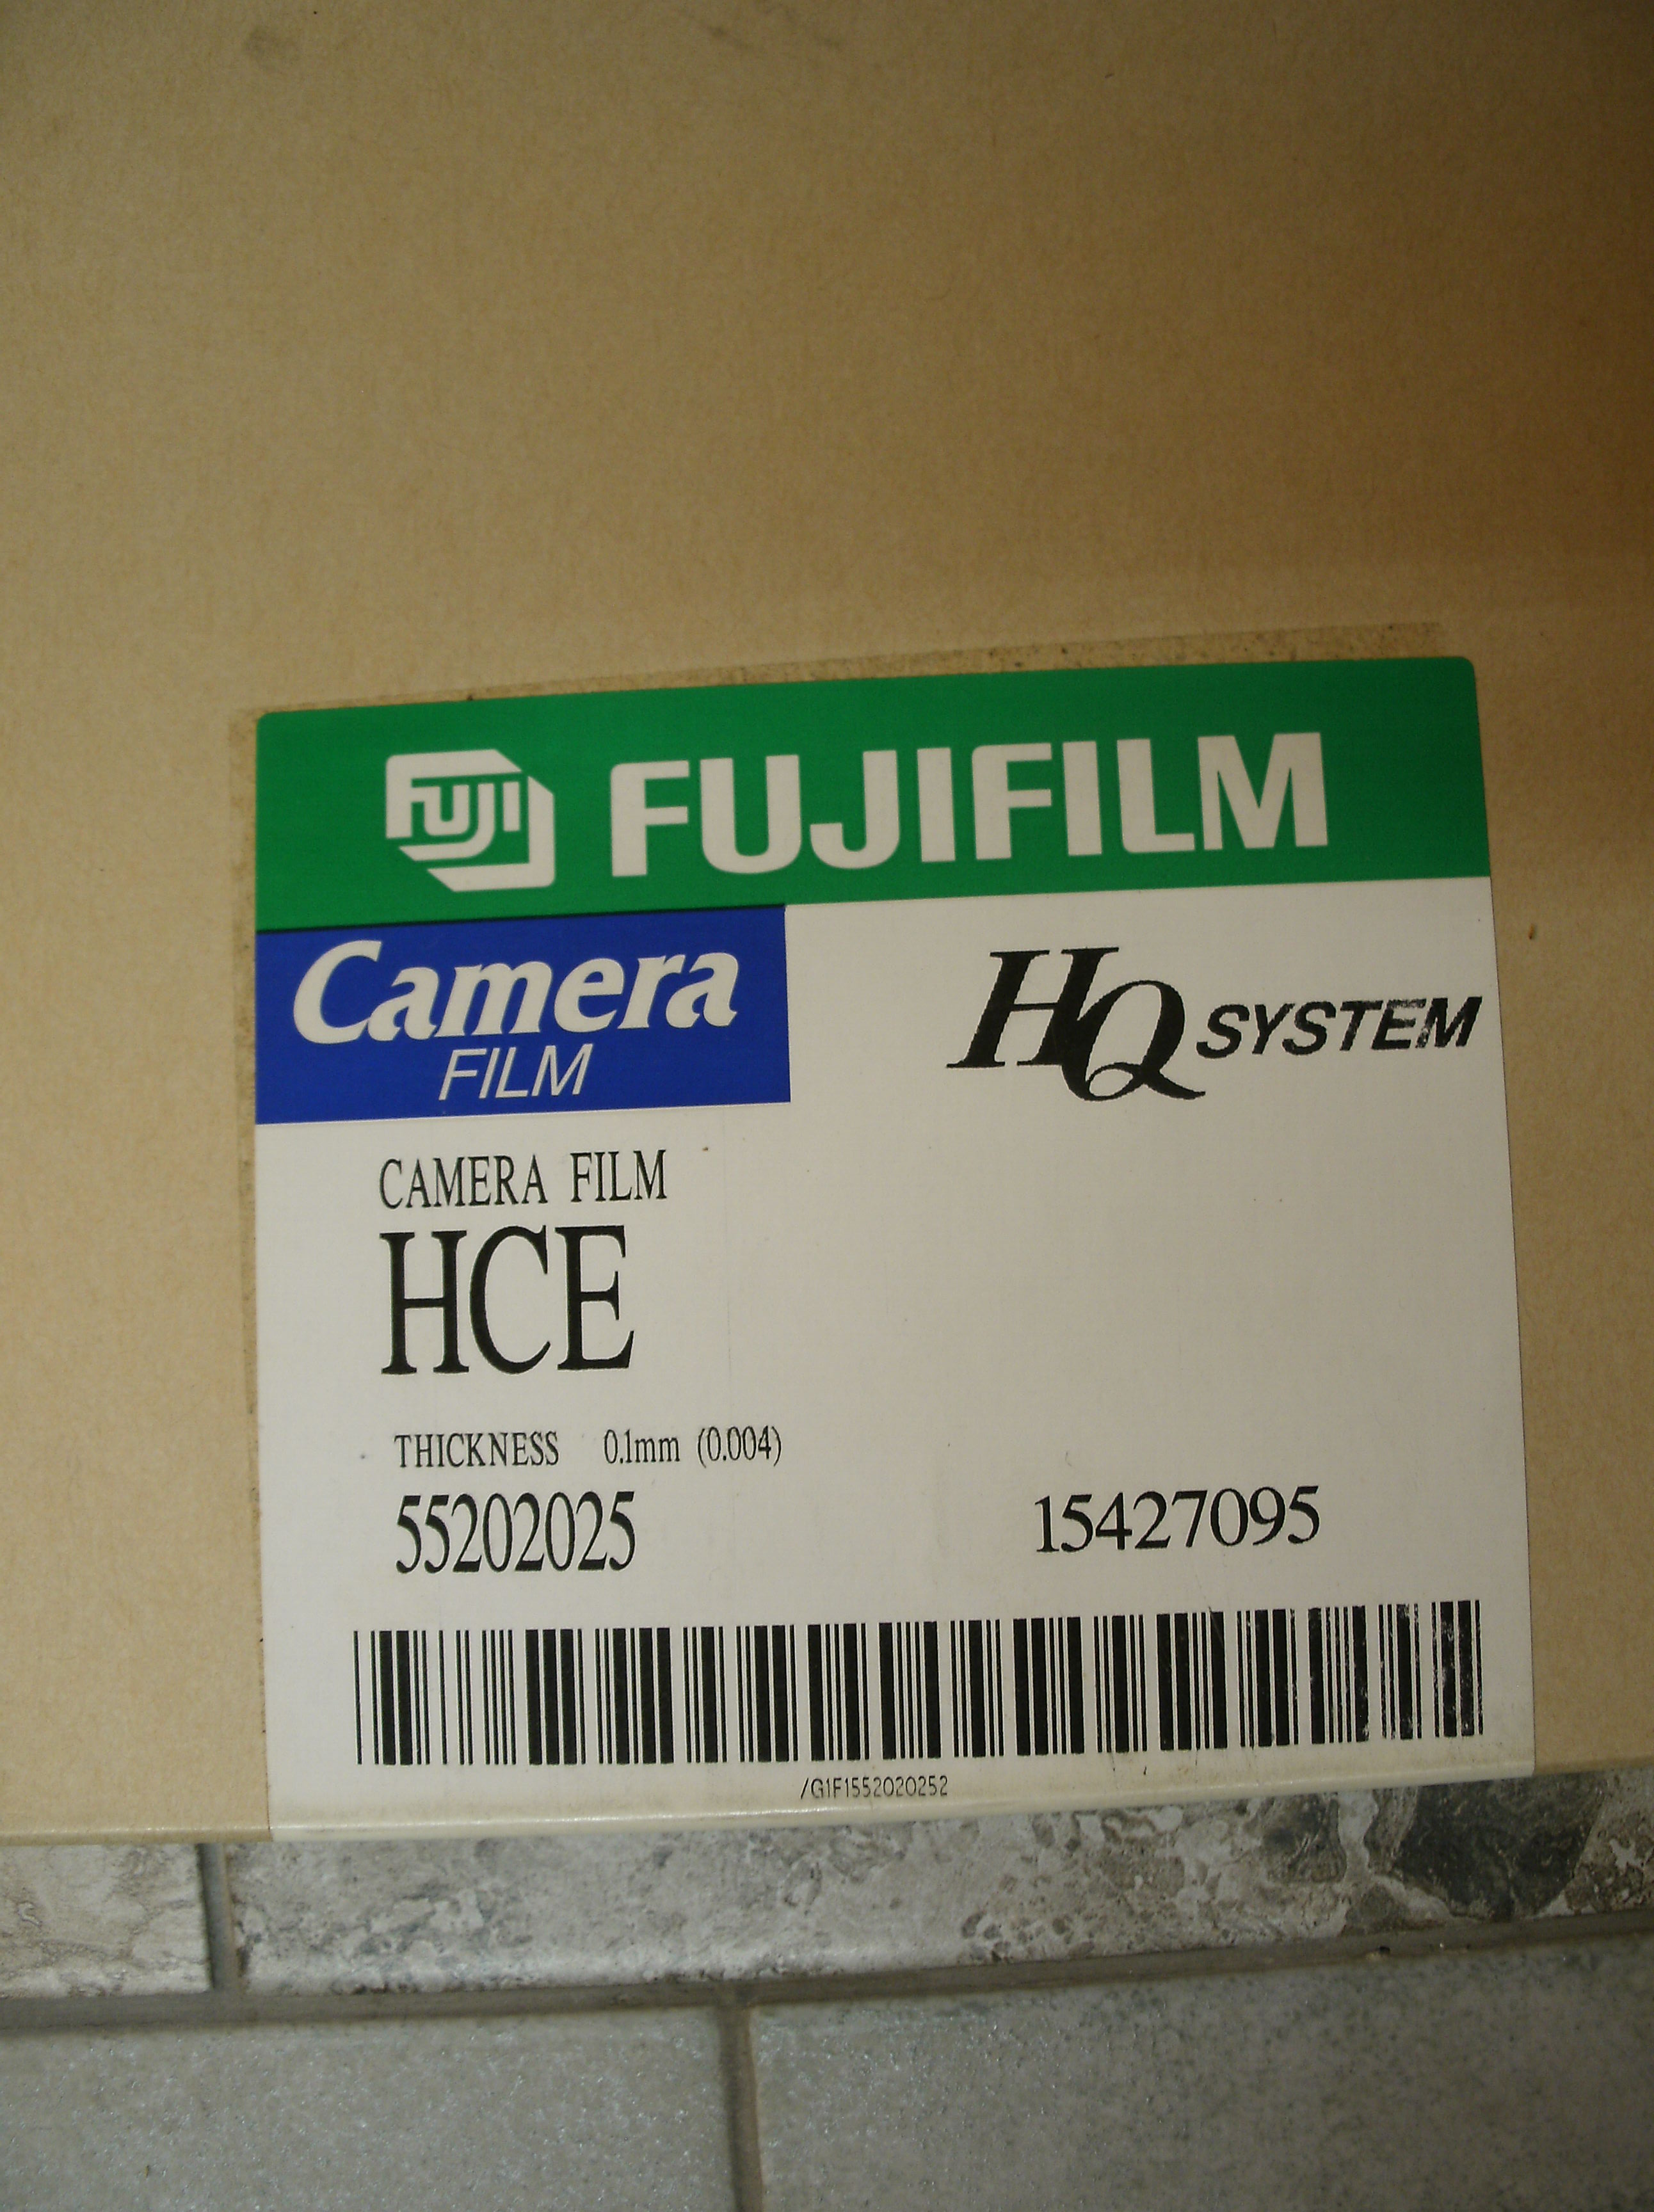 FUJI FUJIFILM
Camera
FILM
HQ SYSTEM
CAMERA FILM
HCE
THICKNESS 0.1mm (0.004)
55202025 15427095
/G1F1552020252